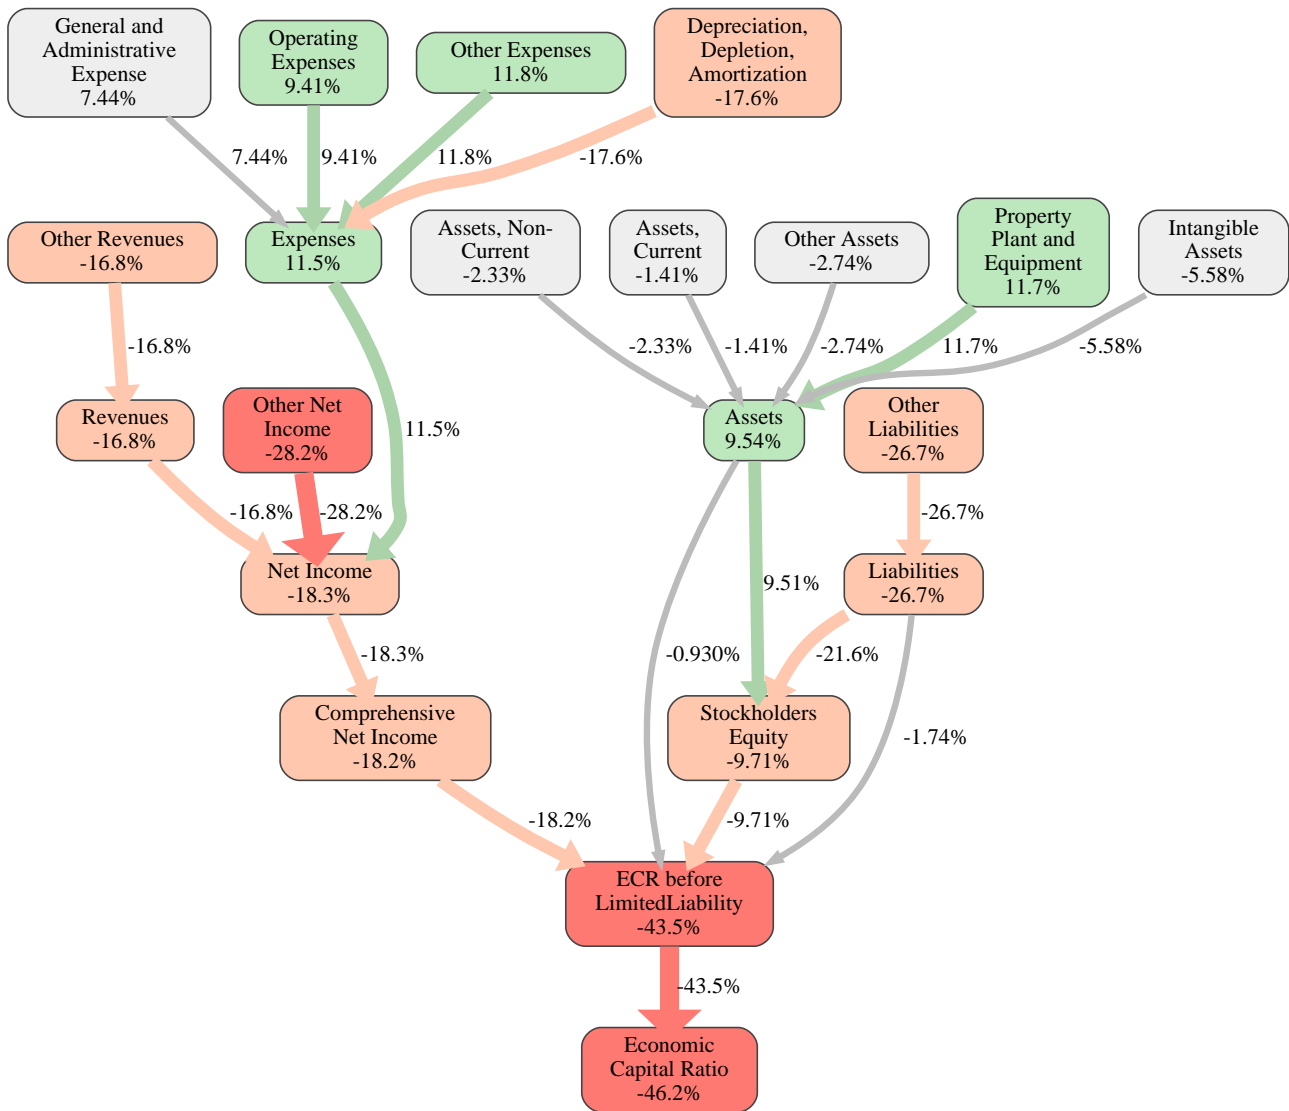 General and
Administrative
Expense
7.44%
Operating
Expenses
9.41%
Other Expenses
11.8%
Depreciation,
Depletion,
Amortization
-17.6%
7.44%
9.41%
11.8%
-17.6%
Other Revenues
-16.8%
Expenses
11.5%
Assets, Non-
Current
-2.33%
Assets,
Current
-1.41%
Other Assets
-2.74%
Property
Plant and
Equipment
11.7%
Intangible
Assets
-5.58%
-16.8%
-2.33%
-1.41%
-2.74%
11.7%
-5.58%
Revenues
-16.8%
Other Net
Income
-28.2%
11.5%
Assets
9.54%
Other
Liabilities
-26.7%
-16.8%
-28.2%
-26.7%
Net Income
-18.3%
9.51%
Liabilities
-26.7%
-18.3%
-0.930%
-21.6%
Comprehensive
Net Income
-18.2%
Stockholders
Equity
-9.71%
-1.74%
-18.2%
-9.71%
ECR before
LimitedLiability
-43.5%
-43.5%
Economic
Capital Ratio
-46.2%